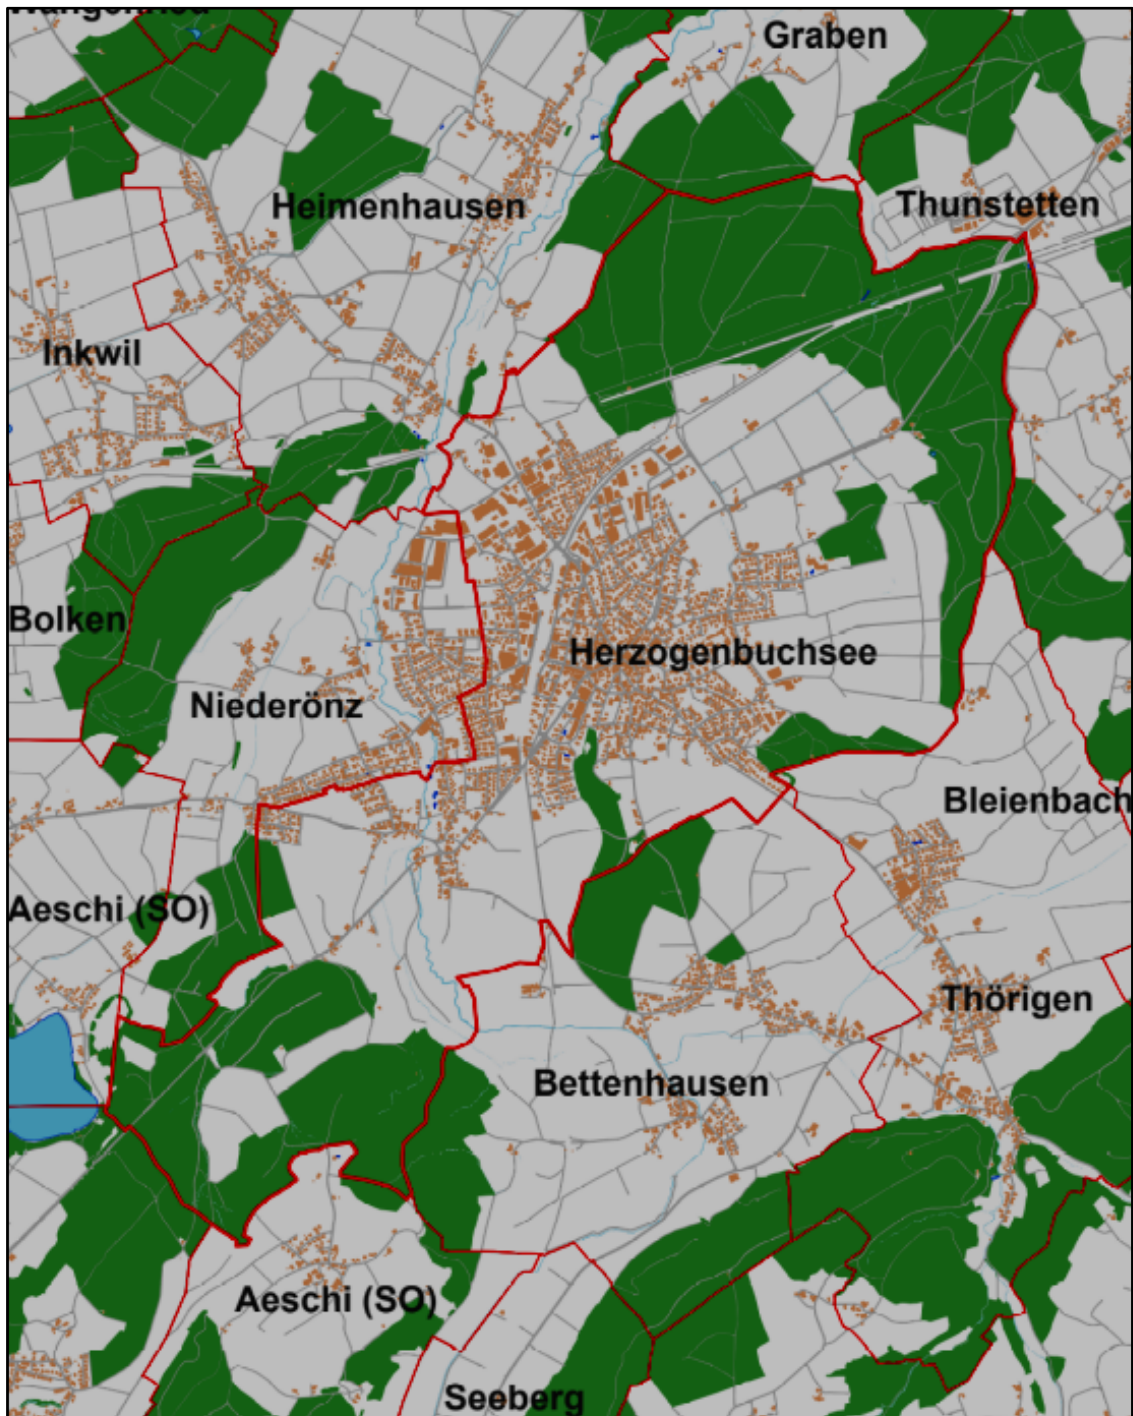 Graben
Heimenhausen
Thunstetten
Inkwil
Bolken
Herzogenbuchsee
Niederönz
Bleienbach
Aeschi (SO)
Thörigen
Bettenhausen
Aeschi (SO)
Seeberg